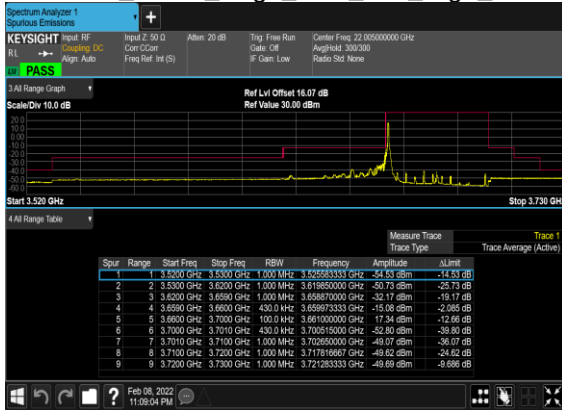 Spectrum Analyzer 1
Spurious Emissions
KEYSIGHT Input: RF Input Z: 50 Ω Atten: 20 dB Trig: Free Run Center Freq: 22.005000000 GHz
RL Coupling: DC Corr CCorr Gate: Off Avg|Hold: 300/300
Align: Auto Freq Ref: Int (S) IF Gain: Low Radio Std: None
PASS
3 All Range Graph Ref Lvl Offset 16.07 dB
Scale/Div 10.0 dB Ref Value 30.00 dBm
20.0
10.0
0.00
-10.0
-20.0
-30.0
-40.0
-50.0
-60.0
Start 3.520 GHz Stop 3.730 GH
4 All Range Table
Measure Trace Trace 1
Trace Type Trace Average (Active)
Spur Range Start Freq Stop Freq RBW Frequency Amplitude ΔLimit
1 1 3.5200 GHz 3.5300 GHz 1.000 MHz 3.525583333 GHz -54.53 dBm -14.53 dB
2 2 3.5300 GHz 3.6200 GHz 1.000 MHz 3.619850000 GHz -50.73 dBm -25.73 dB
3 3 3.6200 GHz 3.6590 GHz 1.000 MHz 3.658870000 GHz -32.17 dBm -19.17 dB
4 4 3.6590 GHz 3.6600 GHz 430.0 kHz 3.659973333 GHz -15.08 dBm -2.085 dB
5 5 3.6600 GHz 3.7000 GHz 100.0 kHz 3.661000000 GHz 17.34 dBm -12.66 dB
6 6 3.7000 GHz 3.7010 GHz 430.0 kHz 3.700515000 GHz -52.80 dBm -39.80 dB
7 7 3.7010 GHz 3.7100 GHz 1.000 MHz 3.702650000 GHz -49.07 dBm -36.07 dB
8 8 3.7100 GHz 3.7200 GHz 1.000 MHz 3.717816667 GHz -49.62 dBm -24.62 dB
9 9 3.7200 GHz 3.7300 GHz 1.000 MHz 3.721283333 GHz -49.69 dBm -9.686 dB
? Feb 08, 2022
11:09:04 PM